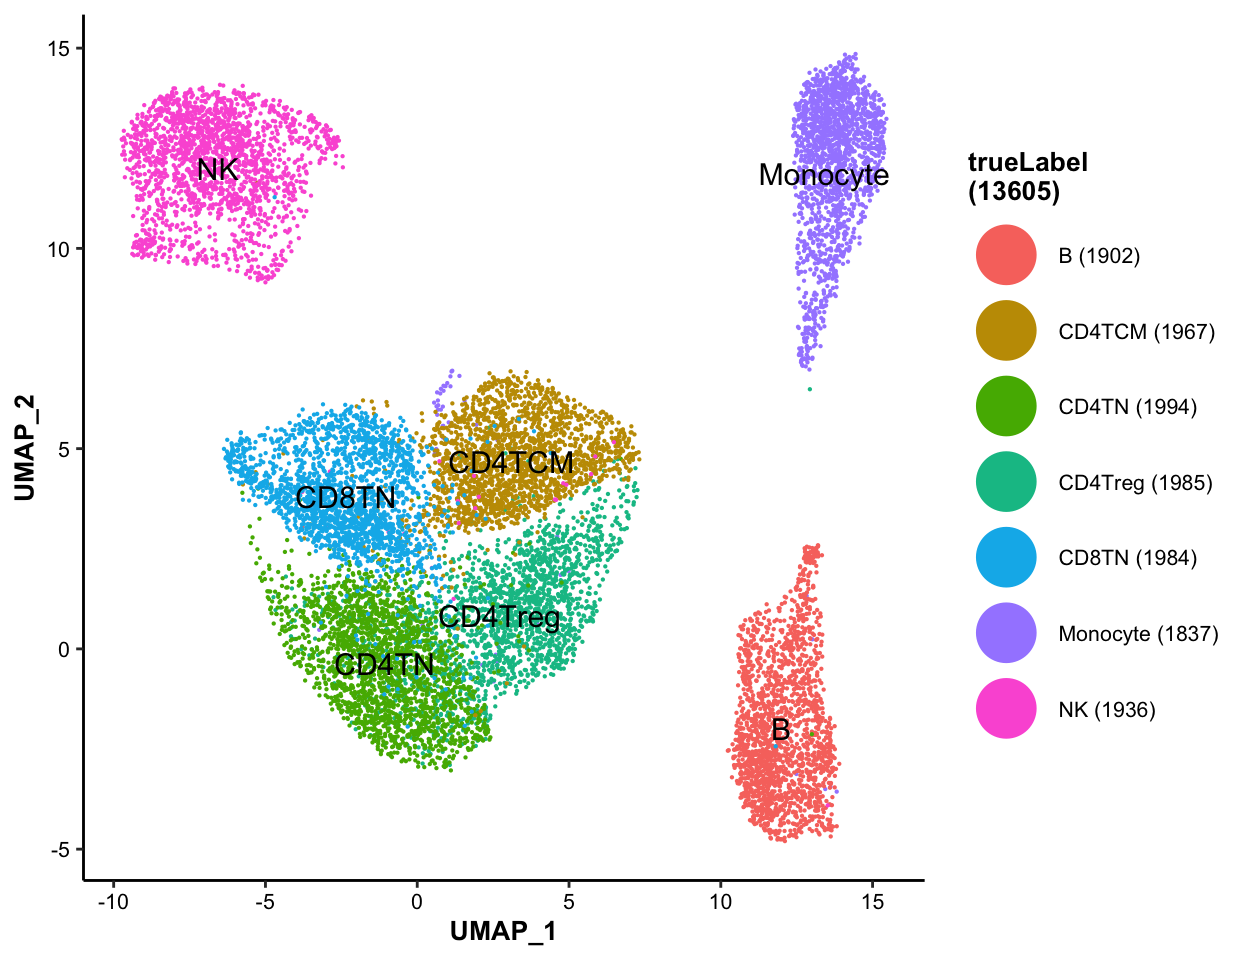 15
10
5
0
-5
UMAP_2
NK
Monocyte
CD4TCM
CD8TN
CD4Treg
CD4TN
B
-10
-5
0
5
10
15
UMAP_1
trueLabel
(13605)
B (1902)
CD4TCM (1967)
CD4TN (1994)
CD4Treg (1985)
CD8TN (1984)
Monocyte (1837)
NK (1936)